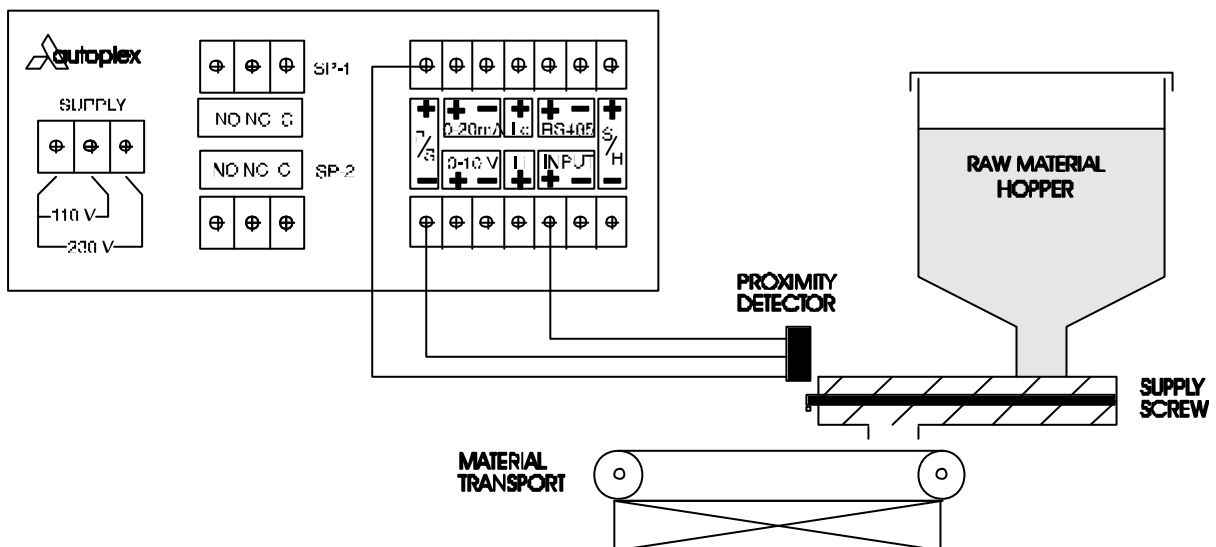 autoplex
SUPPLY
110 V
230 V
NO NC C
SP-1
NO NC C
SP-2
+ + - + + - +
0-20mA RS485 S/H
0-10 V INPUT
- + - + - -
PROXIMITY
DETECTOR
RAW MATERIAL
HOPPER
SUPPLY
SCREW
MATERIAL
TRANSPORT